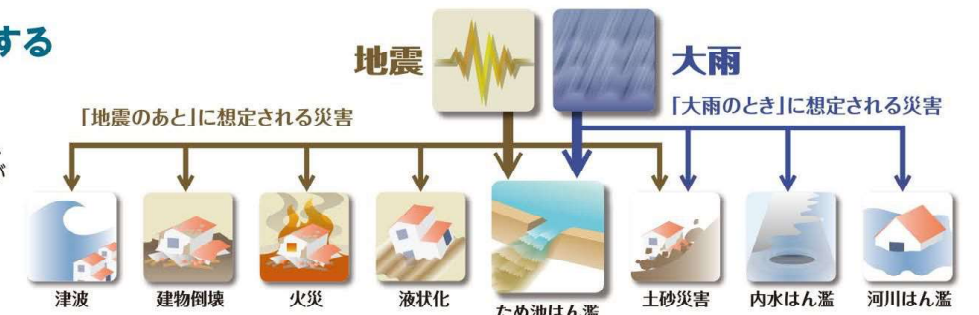 する
地震
大雨
「地震のあと」に想定される災害
「大雨のとき」に想定される災害
が
津波
建物倒壊
火災
液状化
ため池はん濫
土砂災害
内水はん濫
河川はん濫